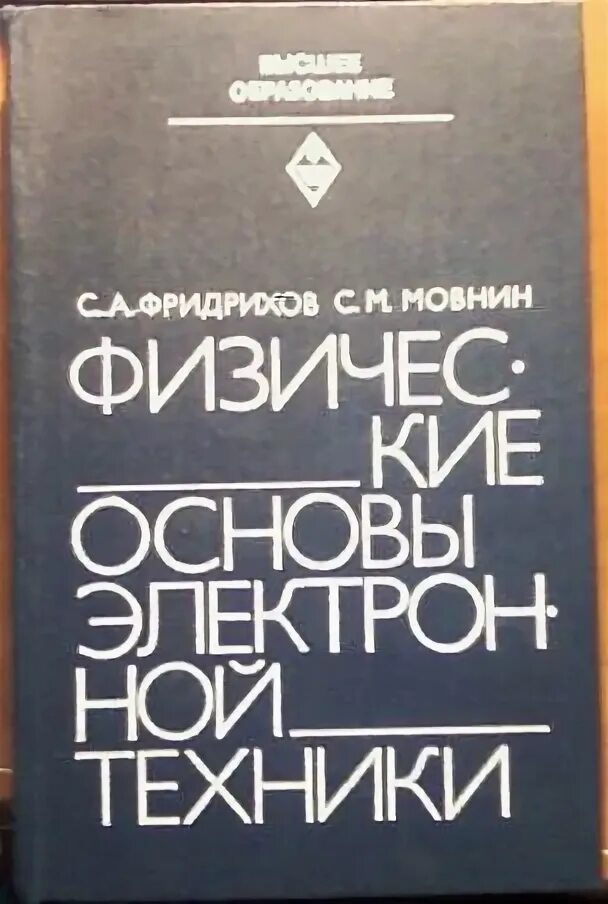 ВЫСШЕЕ
ОБРАЗОВАНИЕ
С.А.ФРИДРИХОВ С.М. МОВНИН
ФИЗИЧЕС-
КИЕ
ОСНОВЫ
ЭЛЕКТРОН-
НОЙ
ТЕХНИКИ